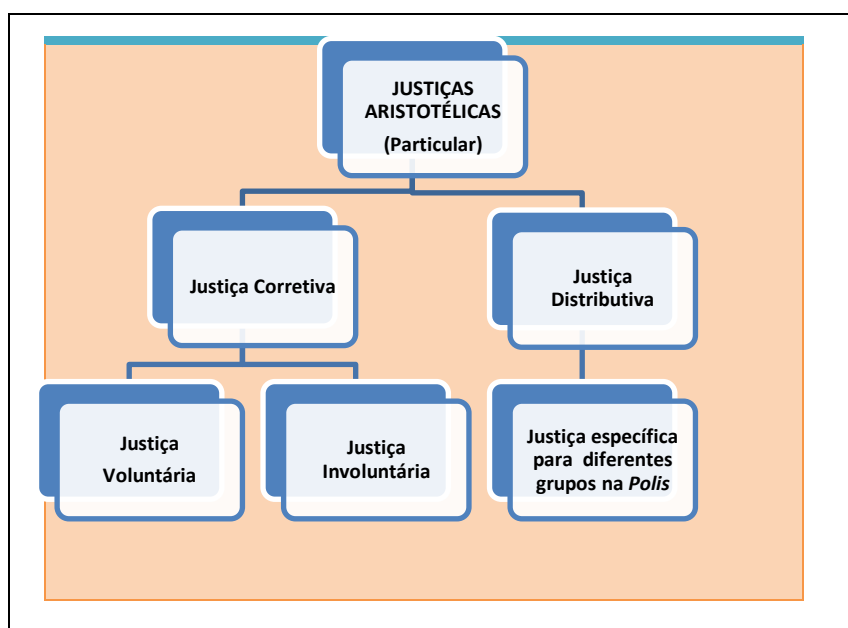 JUSTIÇAS
ARISTOTÉLICAS
(Particular)
Justiça Corretiva
Justiça
Distributiva
Justiça
Voluntária
Justiça
Involuntária
Justiça específica
para diferentes
grupos na Polis